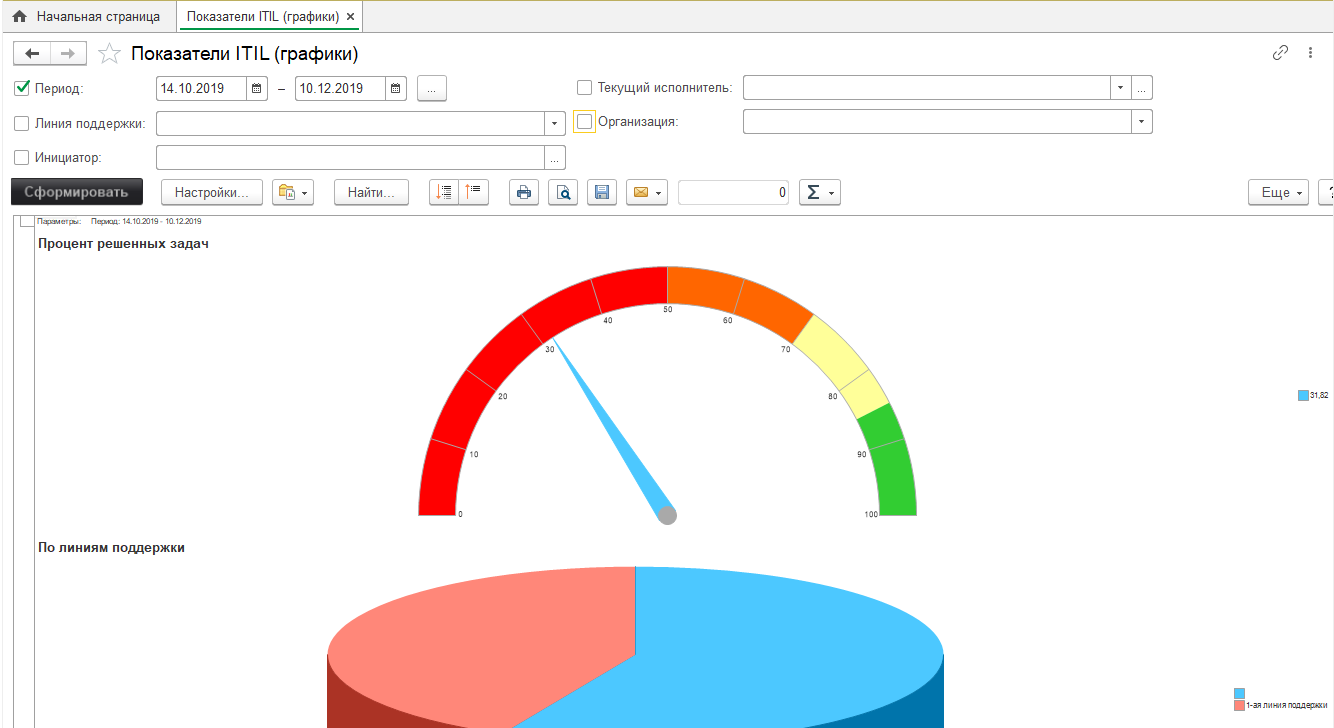 Начальная страница
Показатели ITIL (графики) ×
Показатели ITIL (графики)
Период: 14.10.2019 – 10.12.2019 ... Текущий исполнитель: ...
Линия поддержки: Организация:
Инициатор: ...
Сформировать Настройки... Найти... 0 Σ Еще ?
Параметры: Период: 14.10.2019 - 10.12.2019
Процент решенных задач
0
10
20
30
40
50
60
70
80
90
100
31,82
По линиям поддержки
1-ая линия поддержки